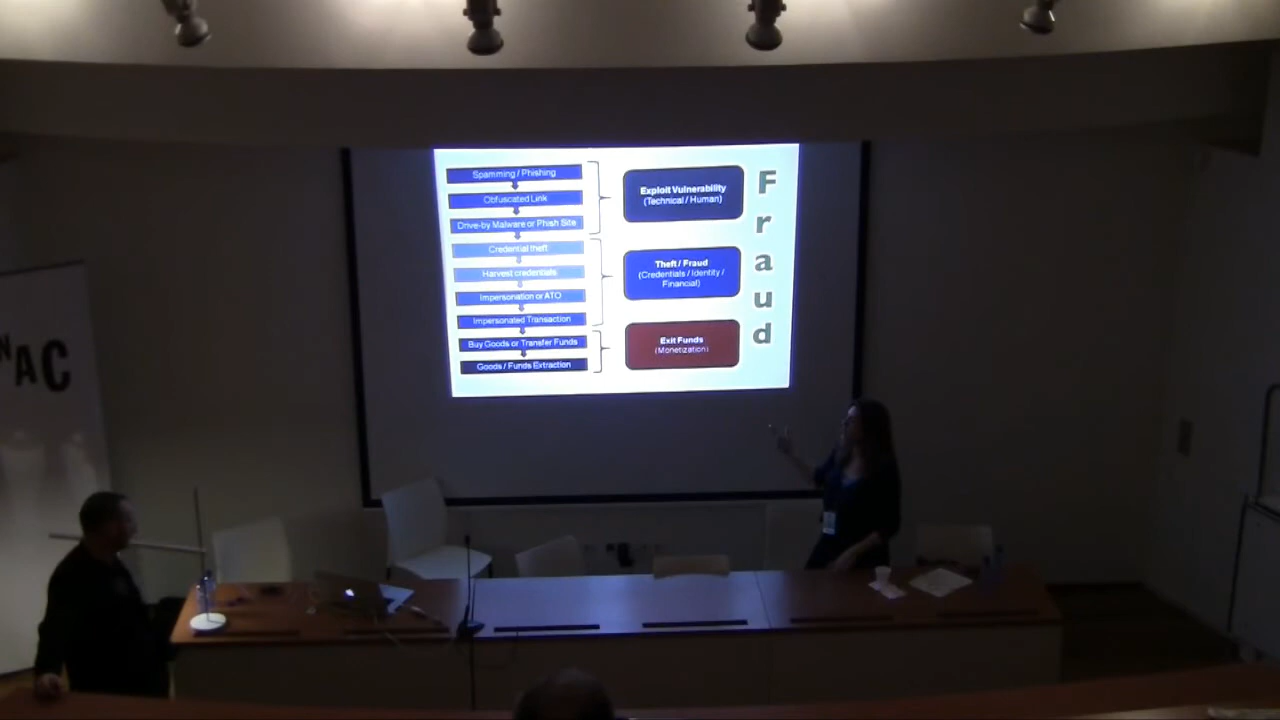 Spamming / Phishing
Obfuscated Link
Drive-by Malware or Phish Site
Credential theft
Harvest credentials
Impersonation or ATO
Impersonated Transaction
Buy Goods or Transfer Funds
Goods / Funds Extraction
Exploit Vulnerability
(Technical / Human)
Theft / Fraud
(Credentials / Identity /
Financial)
Exit Funds
(Monetization)
Fraud
NAC